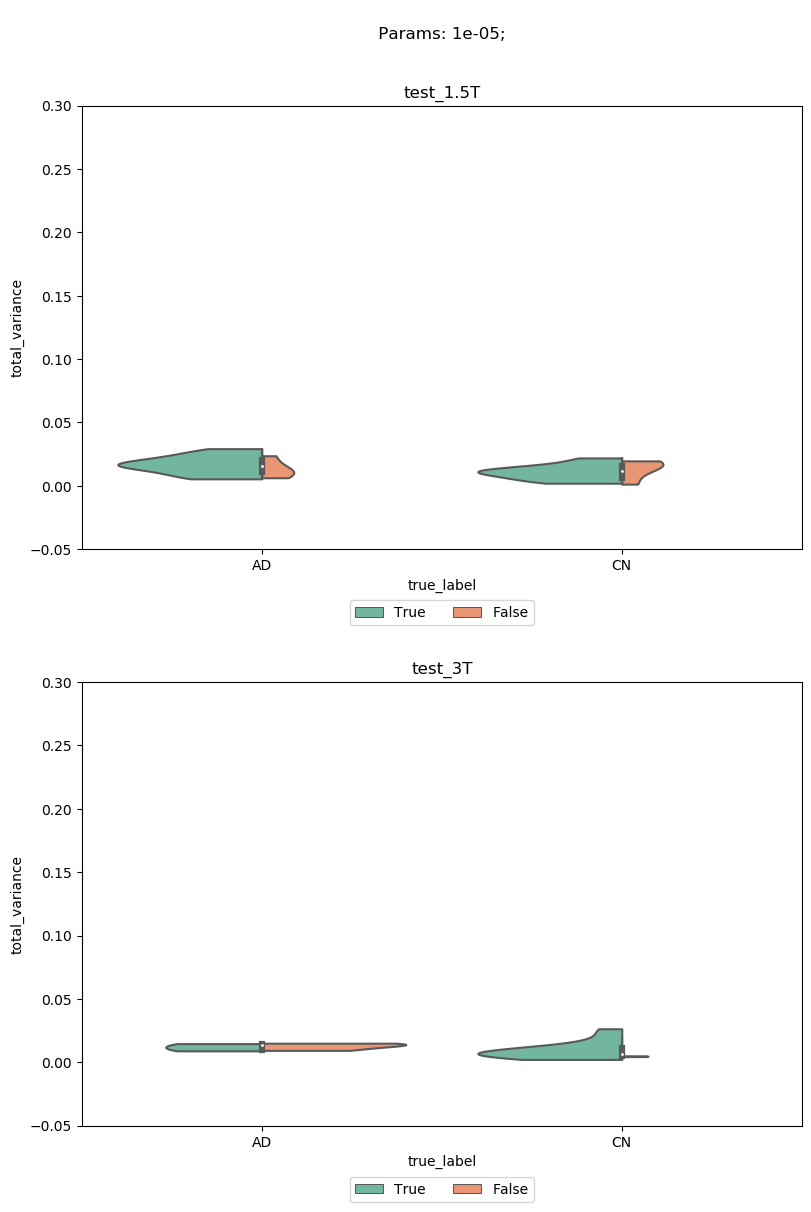 Params: 1e-05;
test_1.5T
0.30
0.25
0.20
0.15
0.10
0.05
0.00
−0.05
total_variance
AD CN
true_label
True False
test_3T
0.30
0.25
0.20
0.15
0.10
0.05
0.00
−0.05
total_variance
AD CN
true_label
True False